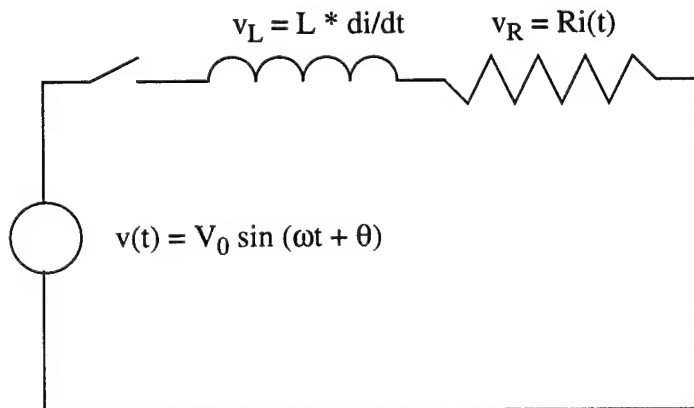 v_L = L * di/dt
v_R = Ri(t)
v(t) = V_0 sin (ωt + θ)